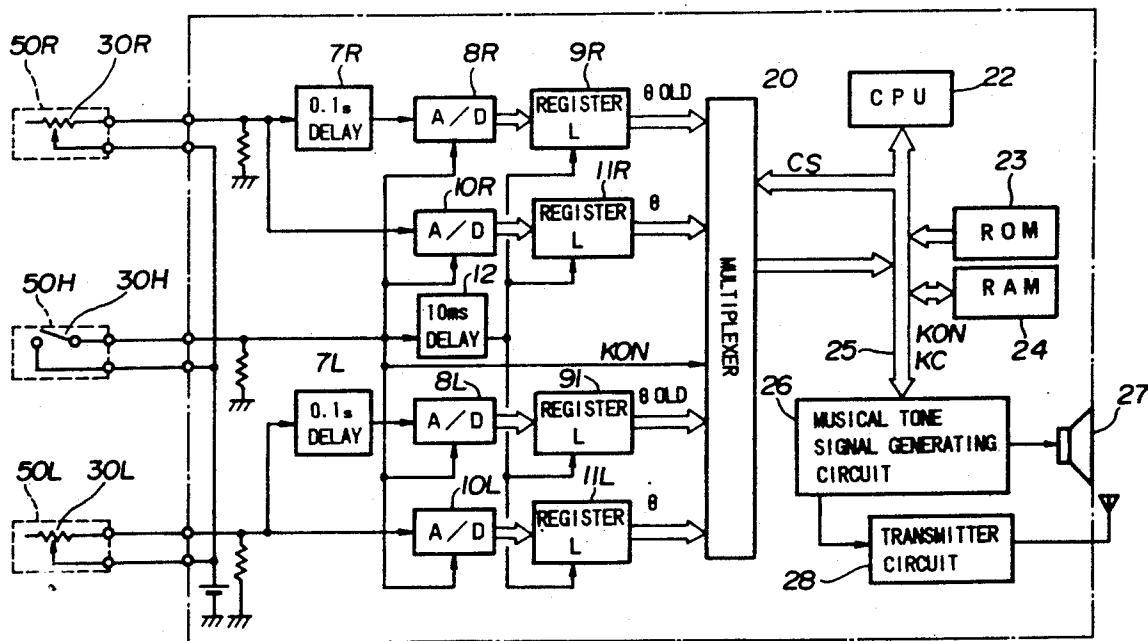 50R 30R
7R
8R
9R
20
0.1s
DELAY
A/D
REGISTER
L
θ OLD
CPU
22
CS
10R
11R
A/D
REGISTER
L
θ
23
ROM
RAM
24
50H 30H
12
10ms
DELAY
MULTIPLEXER
KON
KON
KC
25
7L
8L
9l
0.1s
DELAY
A/D
REGISTER
L
θ OLD
26
MUSICAL TONE
SIGNAL GENERATING
CIRCUIT
27
50L 30L
10L
11L
A/D
REGISTER
L
θ
TRANSMITTER
CIRCUIT
28